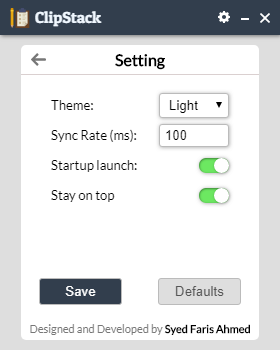 ClipStack
Setting
Theme: Light
Sync Rate (ms): 100
Startup launch:
Stay on top
Save Defaults
Designed and Developed by Syed Faris Ahmed